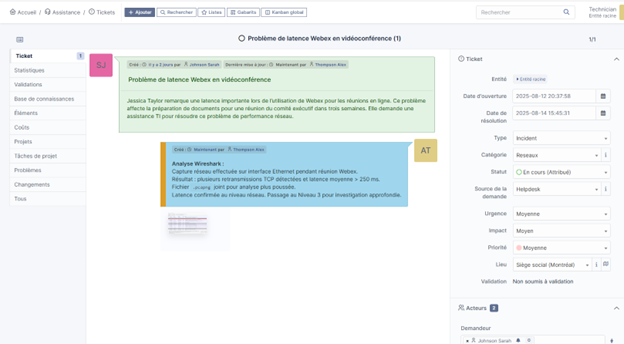 Accueil / Assistance / Tickets
+ Ajouter
Rechercher
Listes
Gabarits
Kanban global
Rechercher
Technicien
Entité racine
Problème de latence Webex en vidéoconférence (1)
1/1
Ticket 1
Statistiques
Validations
Base de connaissances
Éléments
Coûts
Projets
Tâches de projet
Problèmes
Changements
Tous
SJ
Créé : Il y a 2 jours par Johnson Sarah Dernière mise à jour : Maintenant par Thompson Alex
Problème de latence Webex en vidéoconférence
Jessica Taylor remarque une latence importante lors de l'utilisation de Webex pour les réunions en ligne. Ce problème
affecte la préparation de documents pour une réunion du comité exécutif dans trois semaines. Elle demande une
assistance TI pour résoudre ce problème de performance réseau.
AT
Créé : Maintenant par Thompson Alex
Analyse Wireshark :
Capture réseau effectuée sur interface Ethernet pendant réunion Webex.
Résultat : plusieurs retransmissions TCP détectées et latence moyenne > 250 ms.
Fichier .pcapng joint pour analyse plus poussée.
Latence confirmée au niveau réseau. Passage au Niveau 3 pour investigation approfondie.
Ticket
Entité Entité racine
Date d'ouverture 2025-08-12 20:37:58
Date de
résolution
2025-08-14 15:45:31
Type Incident
Catégorie Reseaux
Statut En cours (Attribué)
Source de la
demande
Helpdesk
Urgence Moyenne
Impact Moyen
Priorité Moyenne
Lieu Siège social (Montréal)
Validation Non soumis à validation
Acteurs 2
Demandeur
Johnson Sarah